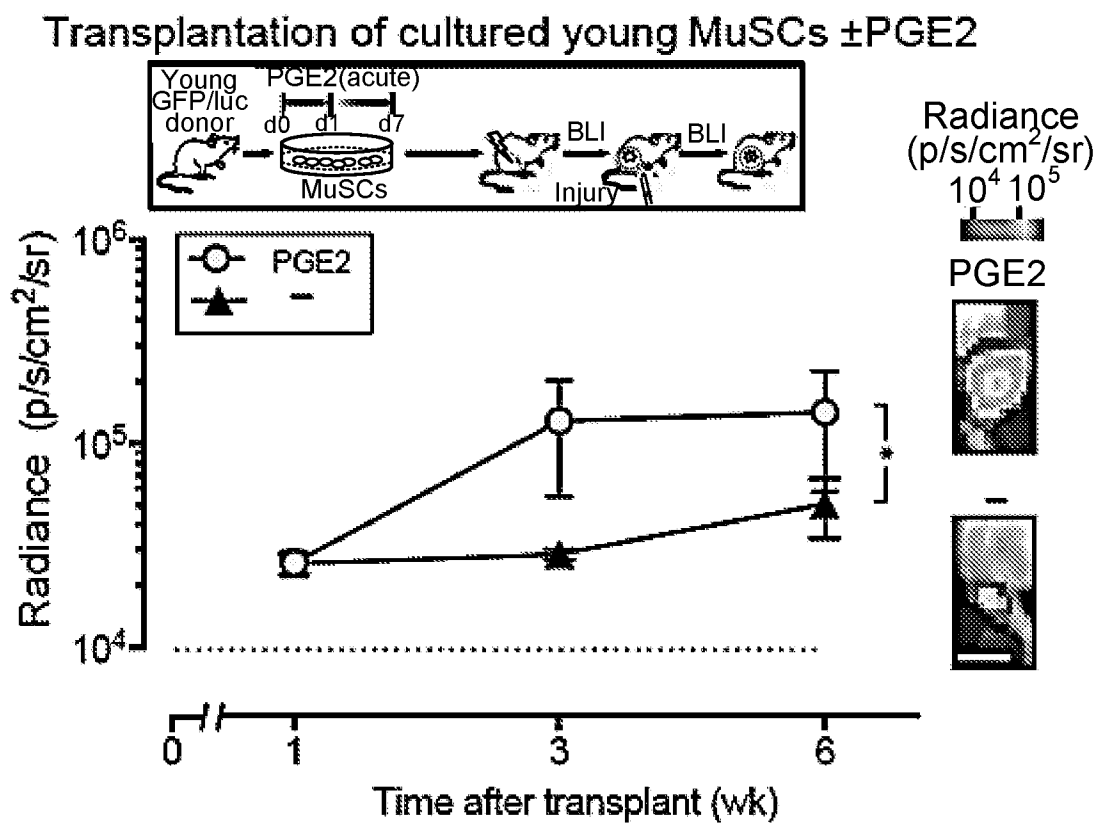 Transplantation of cultured young MuSCs ±PGE2
Young
GFP/luc
donor
PGE2(acute)
d0 d1 d7
MuSCs
BLI
Injury
BLI
Radiance
(p/s/cm²/sr)
10⁴ 10⁵
PGE2
–
PGE2
–
*
Radiance (p/s/cm²/sr)
10⁶
10⁵
10⁴
0 1 3 6
Time after transplant (wk)